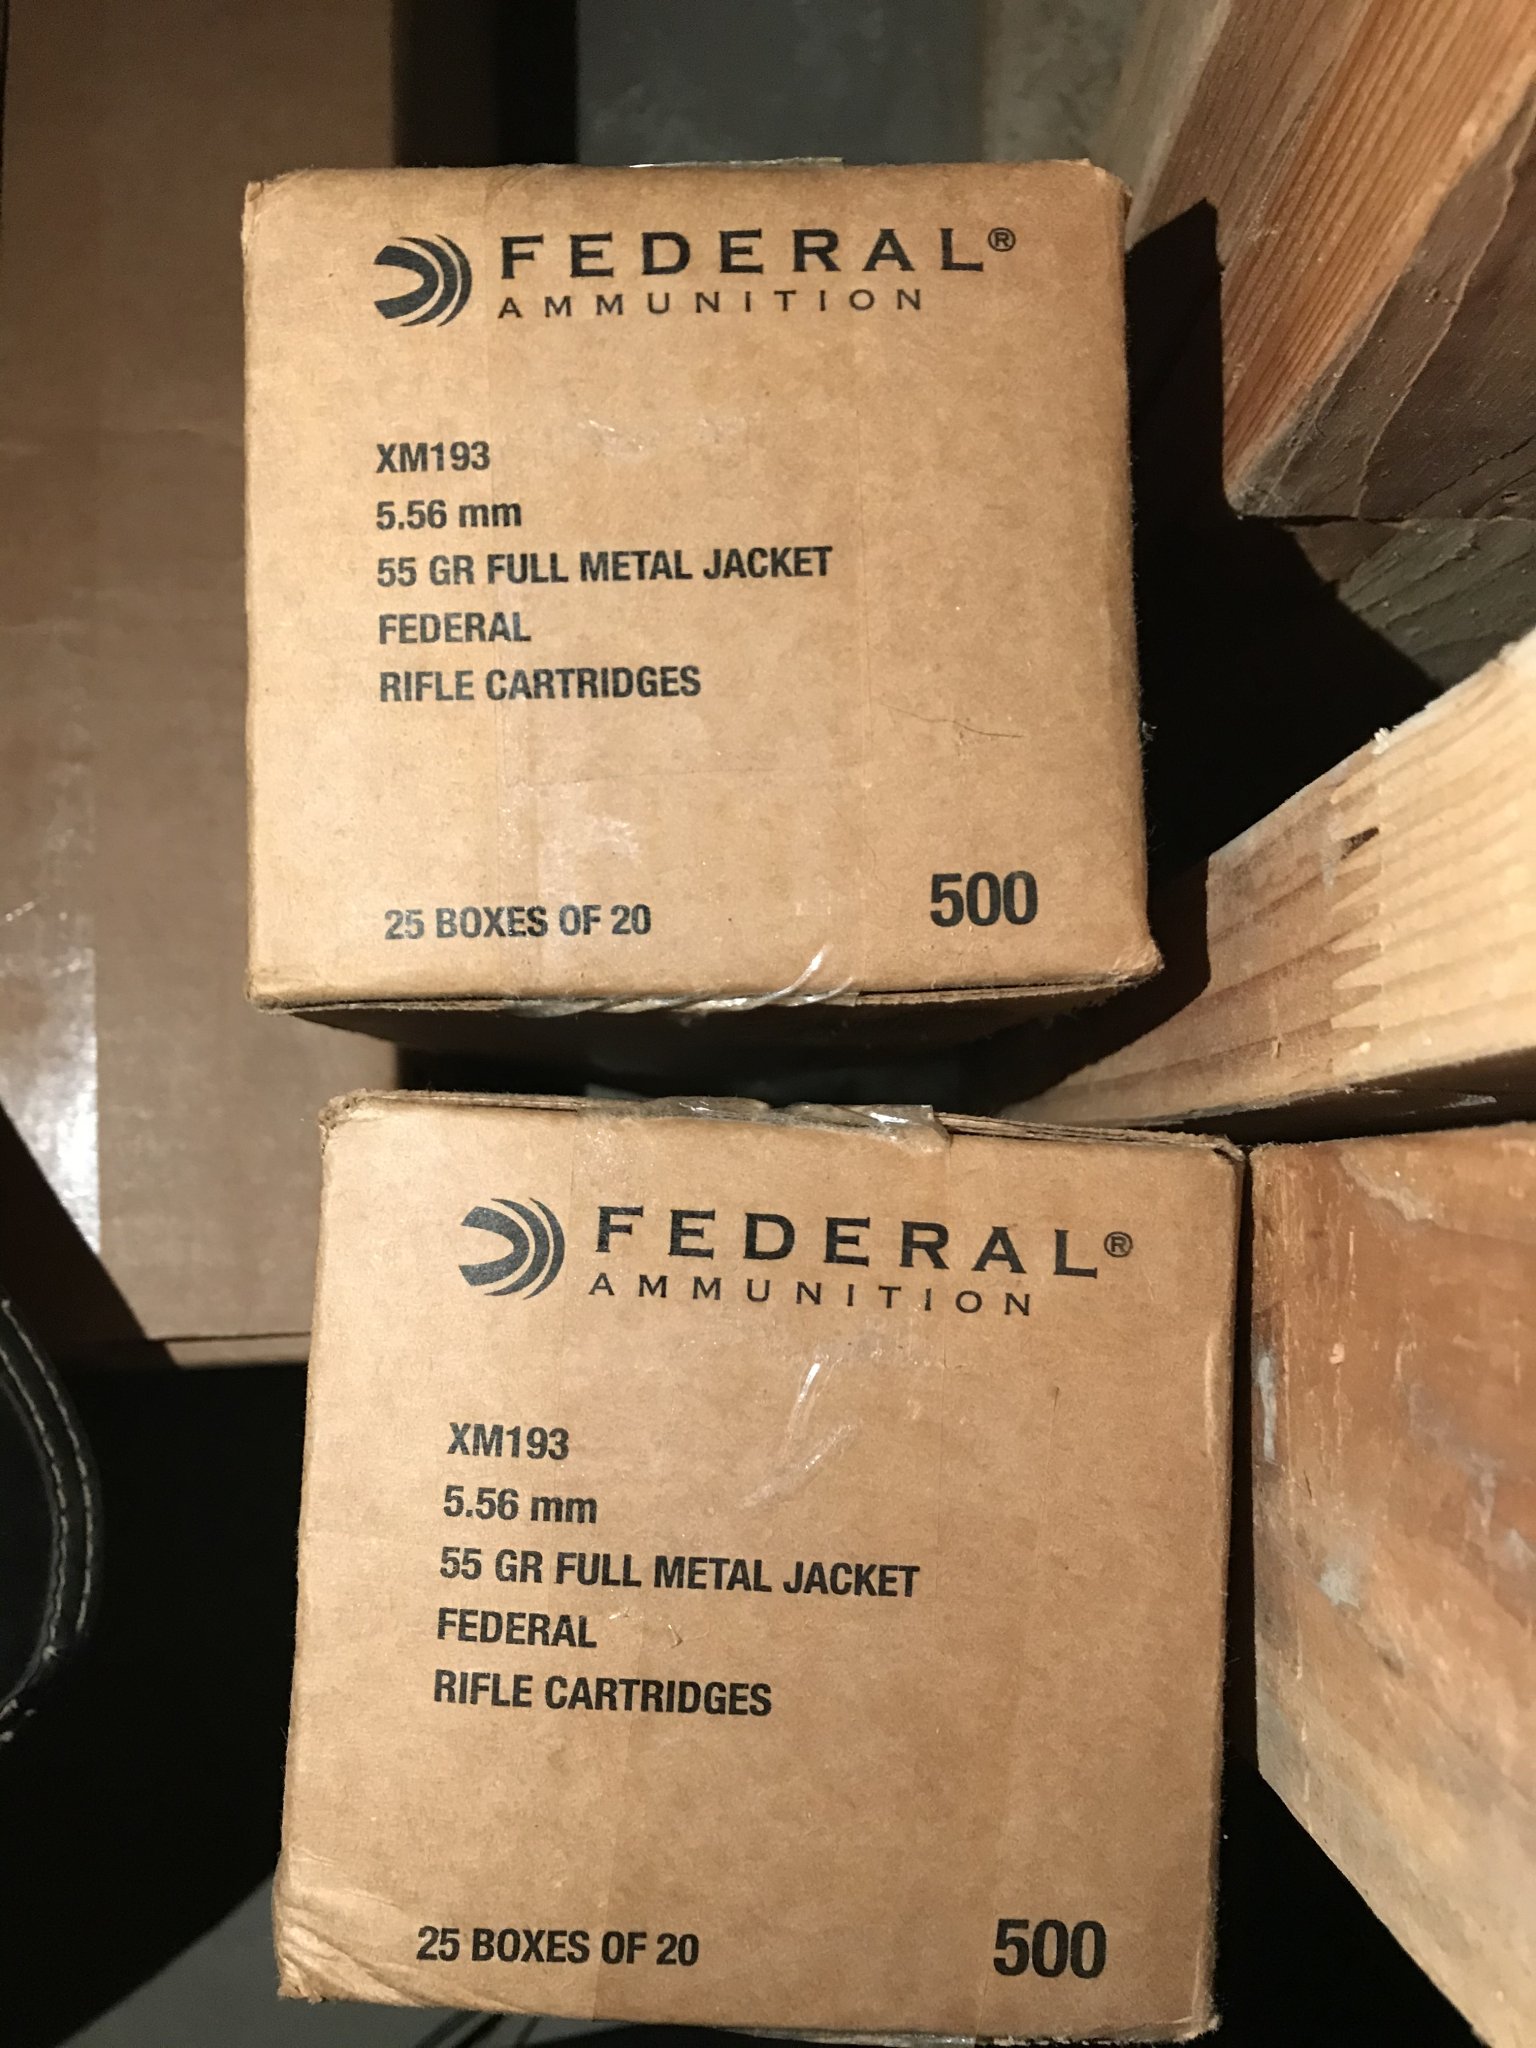 FEDERAL®
AMMUNITION
XM193
5.56 mm
55 GR FULL METAL JACKET
FEDERAL
RIFLE CARTRIDGES
25 BOXES OF 20 500
FEDERAL®
AMMUNITION
XM193
5.56 mm
55 GR FULL METAL JACKET
FEDERAL
RIFLE CARTRIDGES
25 BOXES OF 20 500